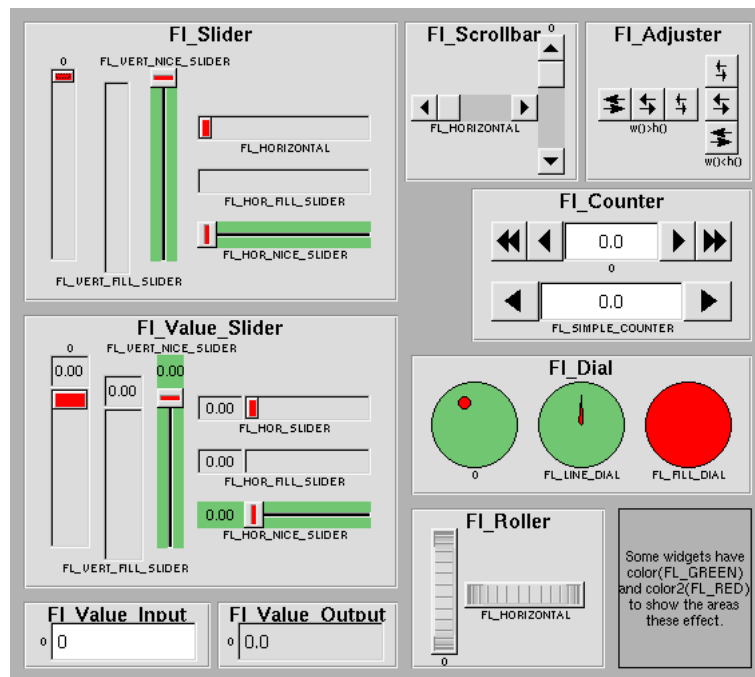 Fl_Slider
0
FL_VERT_NICE_SLIDER
FL_HORIZONTAL
FL_HOR_FILL_SLIDER
FL_HOR_NICE_SLIDER
FL_VERT_FILL_SLIDER
Fl_Scrollbar
0
FL_HORIZONTAL
Fl_Adjuster
w()>h()
w()<h()
Fl_Counter
0.0
0
0.0
FL_SIMPLE_COUNTER
Fl_Value_Slider
0
FL_VERT_NICE_SLIDER
0.00
0.00
0.00
0.00
FL_HOR_SLIDER
0.00
FL_HOR_FILL_SLIDER
0.00
FL_HOR_NICE_SLIDER
FL_VERT_FILL_SLIDER
Fl_Dial
0
FL_LINE_DIAL
FL_FILL_DIAL
Fl_Roller
FL_HORIZONTAL
0
Some widgets have
color(FL_GREEN)
and color2(FL_RED)
to show the areas
these effect.
Fl_Value_Input
0
0
Fl_Value_Output
0
0.0